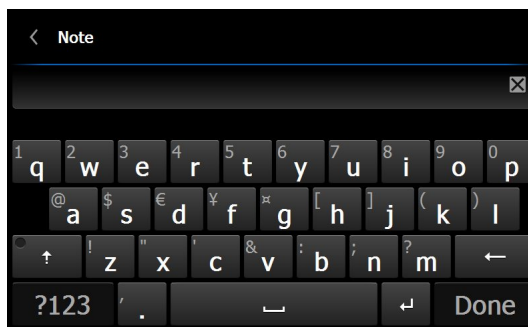 Note
1 q 2 w 3 e 4 r 5 t 6 y 7 u 8 i 9 o 0 p
@ a $ s € d ¥ f ¤ g [ h ] j ( k ) l
↑ ! z " x ' c & v : b ; n ? m ←
?123 ' . ↵ Done